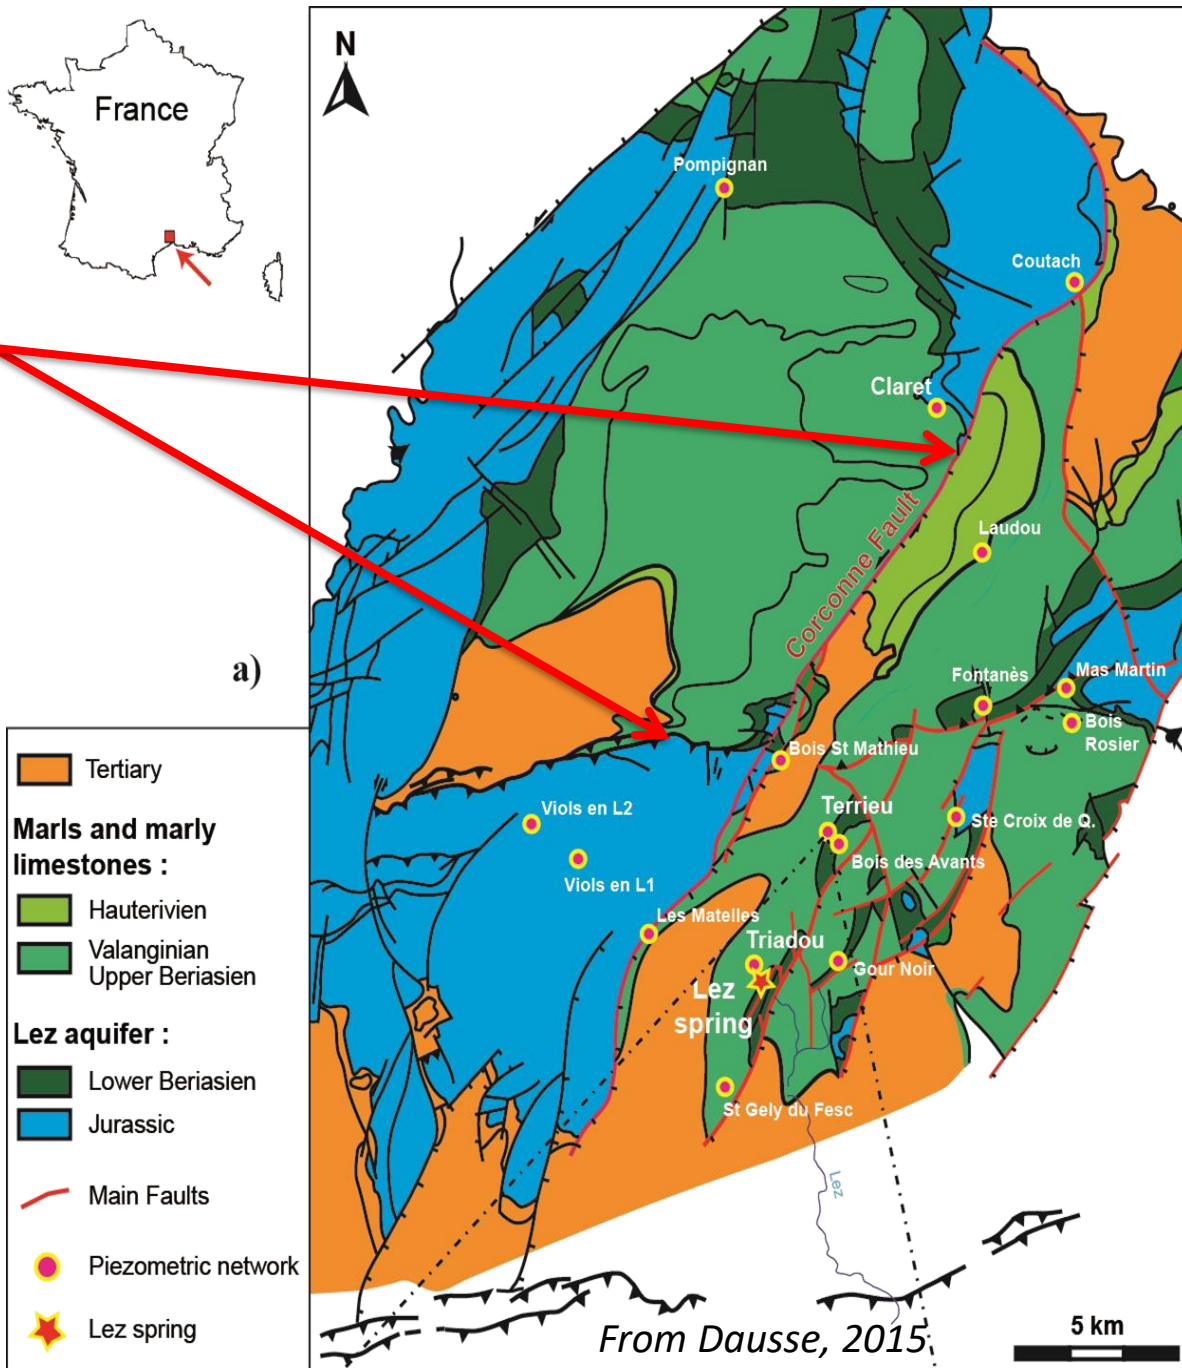 France
N
Pompignan
Coutach
Claret
Corconne Fault
Laudou
a)
Fontanès
Mas Martin
Bois
Rosier
Bois St Mathieu
Tertiary
Marls and marly
limestones :
Hauterivien
Valanginian
Upper Beriasien
Lez aquifer :
Lower Beriasien
Jurassic
Main Faults
Piezometric network
Lez spring
Viols en L2
Viols en L1
Terrieu
Ste Croix de Q.
Bois des Avants
Les Matelles
Triadou
Gour Noir
Lez
spring
St Gely du Fesc
Lez
From Dausse, 2015
5 km